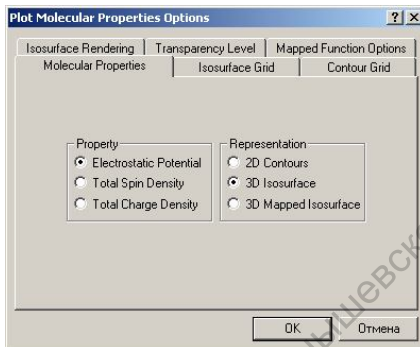 Plot Molecular Properties Options
Isosurface Rendering Transparency Level Mapped Function Options
Molecular Properties Isosurface Grid Contour Grid
Property
Electrostatic Potential
Total Spin Density
Total Charge Density
Representation
2D Contours
3D Isosurface
3D Mapped Isosurface
OK Отмена